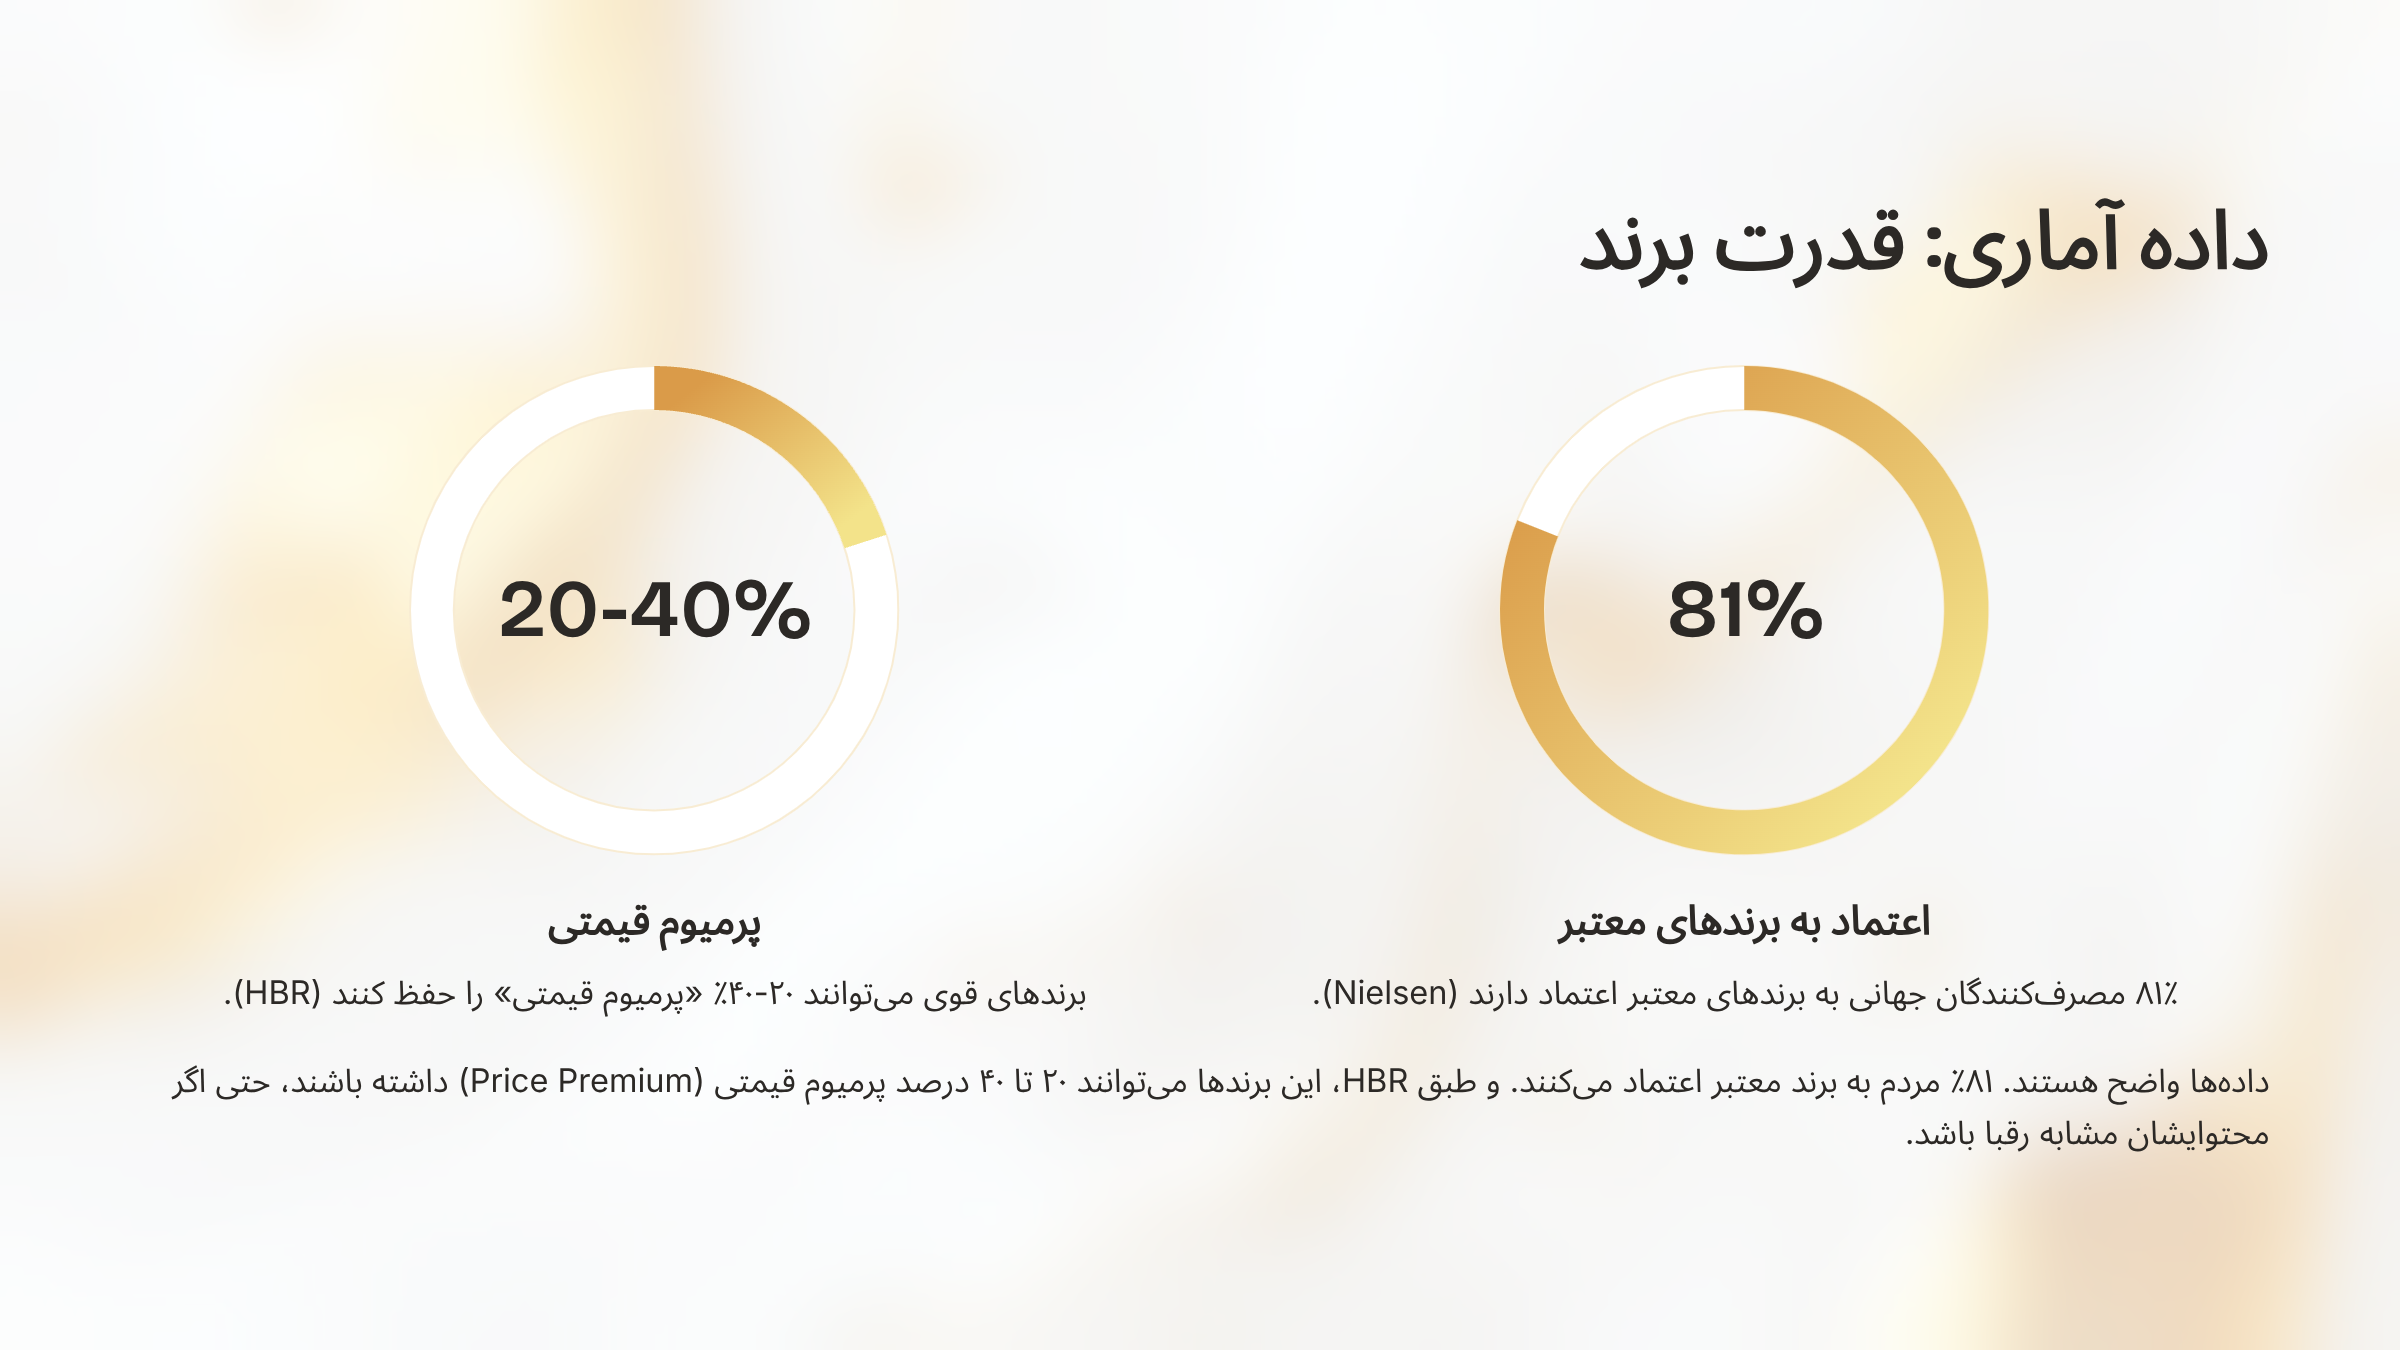 داده آماری: قدرت برند
81%
اعتماد به برندهای معتبر
۸۱٪ مصرف‌کنندگان جهانی به برندهای معتبر اعتماد دارند (Nielsen).
20-40%
پرمیوم قیمتی
برندهای قوی می‌توانند ۲۰-۴۰٪ «پرمیوم قیمتی» را حفظ کنند (HBR).
داده‌ها واضح هستند. ۸۱٪ مردم به برند معتبر اعتماد می‌کنند. و طبق HBR، این برندها می‌توانند ۲۰ تا ۴۰ درصد پرمیوم قیمتی (Price Premium) داشته باشند، حتی اگر
محتوایشان مشابه رقبا باشد.